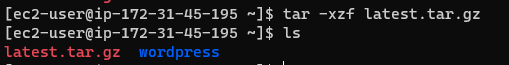 [ec2-user@ip-172-31-45-195 ~]$ tar -xzf latest.tar.gz
[ec2-user@ip-172-31-45-195 ~]$ ls
latest.tar.gz  wordpress